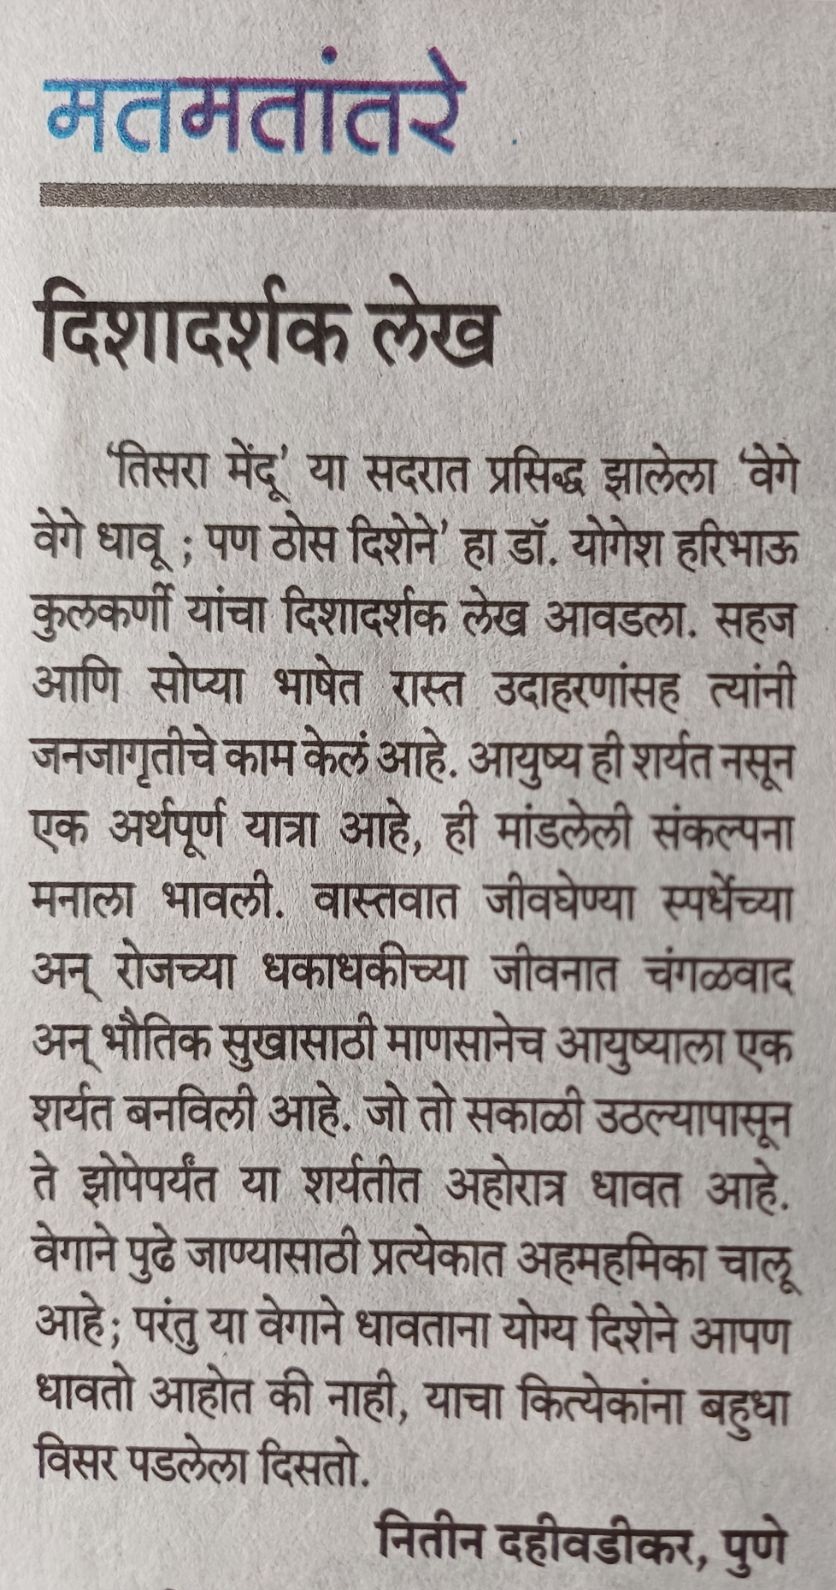 मतमतांतरे
दिशादर्शक लेख
‘तिसरा मेंदू’ या सदरात प्रसिद्ध झालेला ‘वेगे
वेगे धावू ; पण ठोस दिशेने’ हा डॉ. योगेश हरिभाऊ
कुलकर्णी यांचा दिशादर्शक लेख आवडला. सहज
आणि सोप्या भाषेत रास्त उदाहरणांसह त्यांनी
जनजागृतीचे काम केलं आहे. आयुष्य ही शर्यत नसून
एक अर्थपूर्ण यात्रा आहे, ही मांडलेली संकल्पना
मनाला भावली. वास्तवात जीवघेण्या स्पर्धेच्या
अन् रोजच्या धकाधकीच्या जीवनात चंगळवाद
अन् भौतिक सुखासाठी माणसानेच आयुष्याला एक
शर्यत बनविली आहे. जो तो सकाळी उठल्यापासून
ते झोपेपर्यंत या शर्यतीत अहोरात्र धावत आहे.
वेगाने पुढे जाण्यासाठी प्रत्येकात अहमहमिका चालू
आहे; परंतु या वेगाने धावताना योग्य दिशेने आपण
धावतो आहोत की नाही, याचा कित्येकांना बहुधा
विसर पडलेला दिसतो.
नितीन दहीवडीकर, पुणे